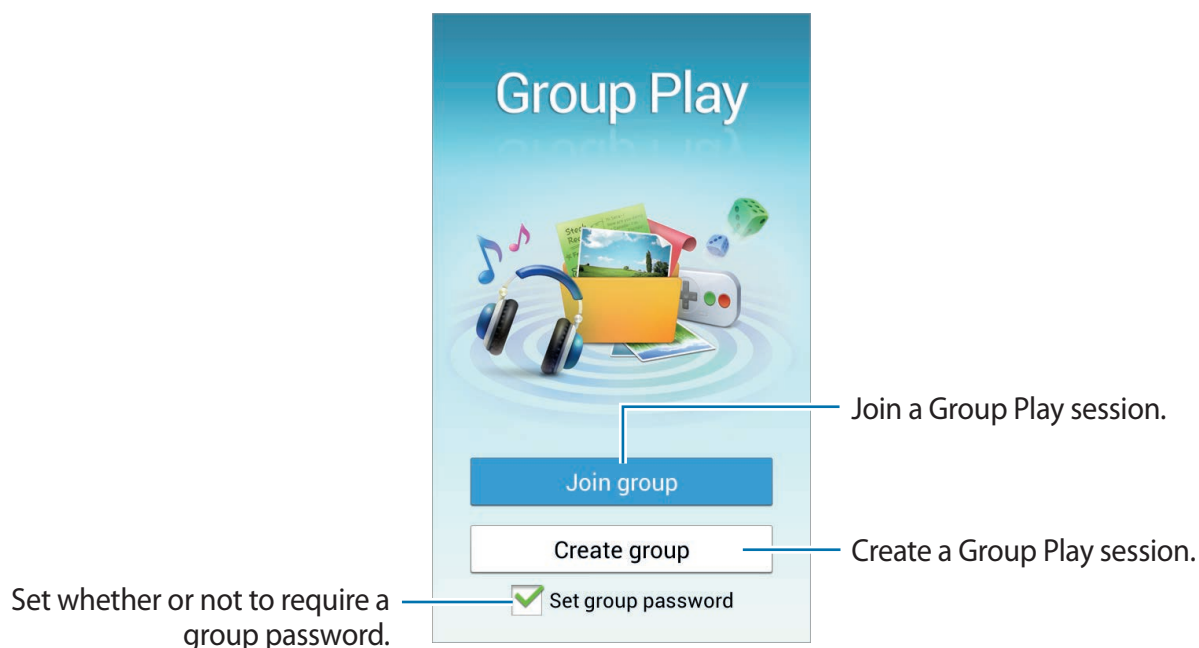 Group Play
Join a Group Play session.
Join group
Create group
Create a Group Play session.
Set whether or not to require a
group password.
Set group password